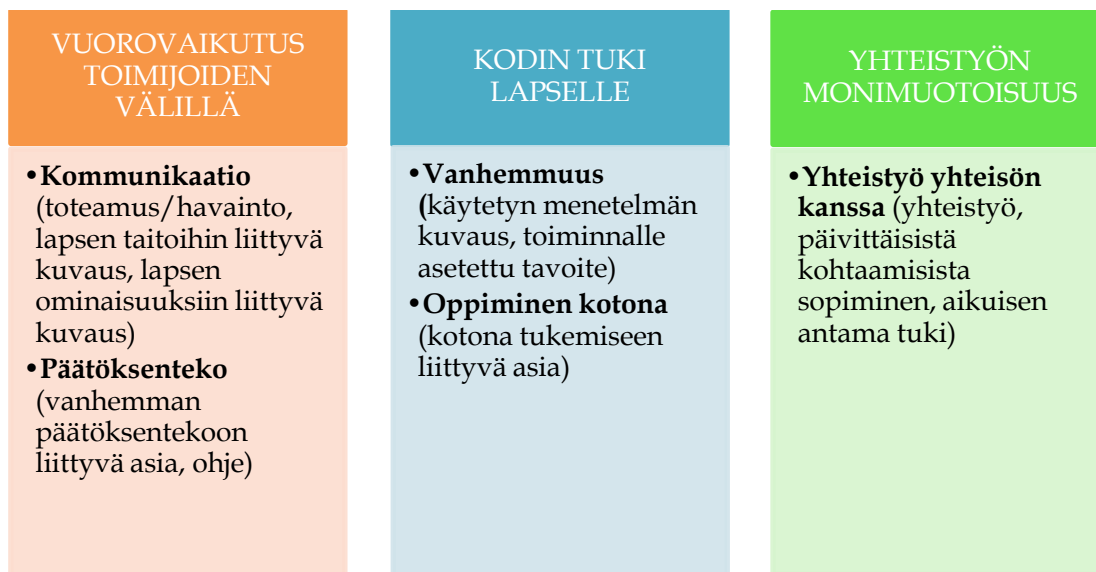 VUOROVAIKUTUS
TOIMIJOIDEN
VÄLILLÄ
•Kommunikaatio
(toteamus/havainto,
lapsen taitoihin liittyvä
kuvaus, lapsen
ominaisuuksiin liittyvä
kuvaus)
•Päätöksenteko
(vanhemman
päätöksentekoon
liittyvä asia, ohje)
KODIN TUKI
LAPSELLE
•Vanhemmuus
(käytetyn menetelmän
kuvaus, toiminnalle
asetettu tavoite)
•Oppiminen kotona
(kotona tukemiseen
liittyvä asia)
YHTEISTYÖN
MONIMUOTOISUUS
•Yhteistyö yhteisön
kanssa (yhteistyö,
päivittäisistä
kohtaamisista
sopiminen, aikuisen
antama tuki)